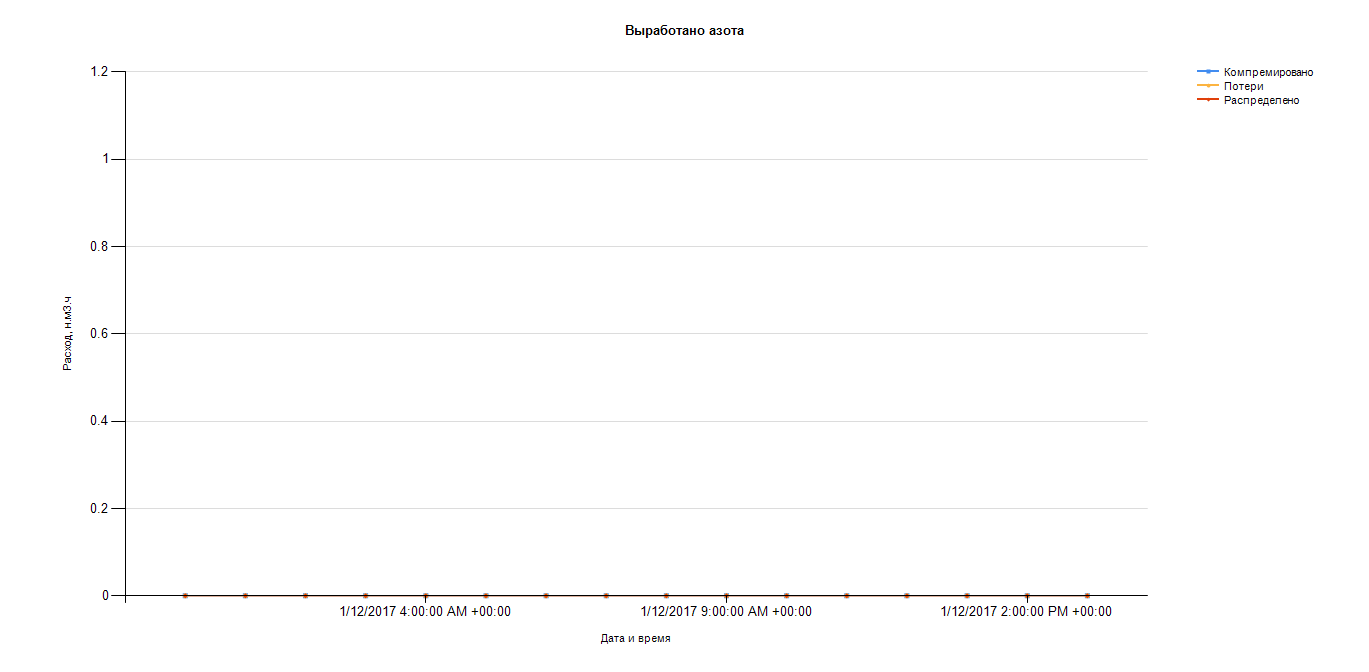 Выработано азота
Компремировано
Потери
Распределено
1.2
1
0.8
0.6
0.4
0.2
0
Расход, н.м3.ч
1/12/2017 4:00:00 AM +00:00
1/12/2017 9:00:00 AM +00:00
1/12/2017 2:00:00 PM +00:00
Дата и время